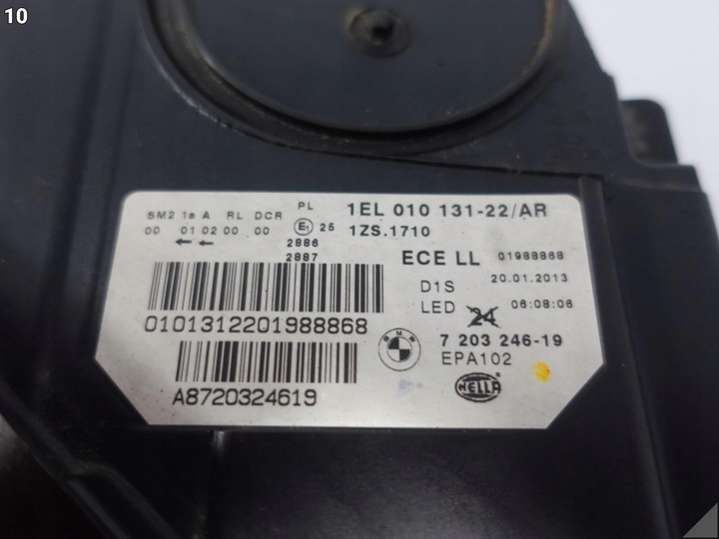 10
PL
1EL 010 131-22/AR
SM2 1a A RL DCR
E1 25
1ZS.1710
00 01 02 00 00
2886
2887
ECE LL
01988868
D1S
20.01.2013
LED
24
06:08:06
0101312201988868
BMW
7 203 246-19
EPA102
A8720324619
HELLA